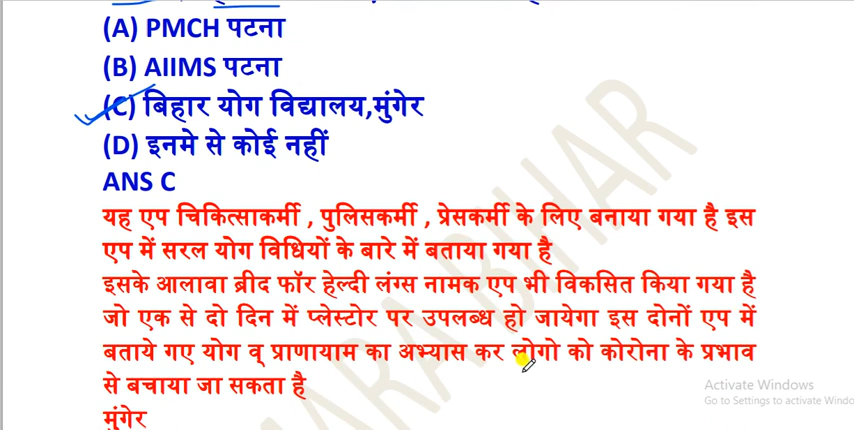 (A) PMCH पटना
(B) AIIMS पटना
(C) बिहार योग विद्यालय,मुंगेर
(D) इनमे से कोई नहीं
ANS C
यह एप चिकित्साकर्मी , पुलिसकर्मी , प्रेसकर्मी के लिए बनाया गया है इस
एप में सरल योग विधियों के बारे में बताया गया है
इसके आलावा ब्रीद फॉर हेल्दी लंग्स नामक एप भी विकसित किया गया है
जो एक से दो दिन में प्लेस्टोर पर उपलब्ध हो जायेगा इस दोनों एप में
बताये गए योग व् प्राणायाम का अभ्यास कर लोगो को कोरोना के प्रभाव
से बचाया जा सकता है
मुंगेर
Activate Windows
Go to Settings to activate Windo